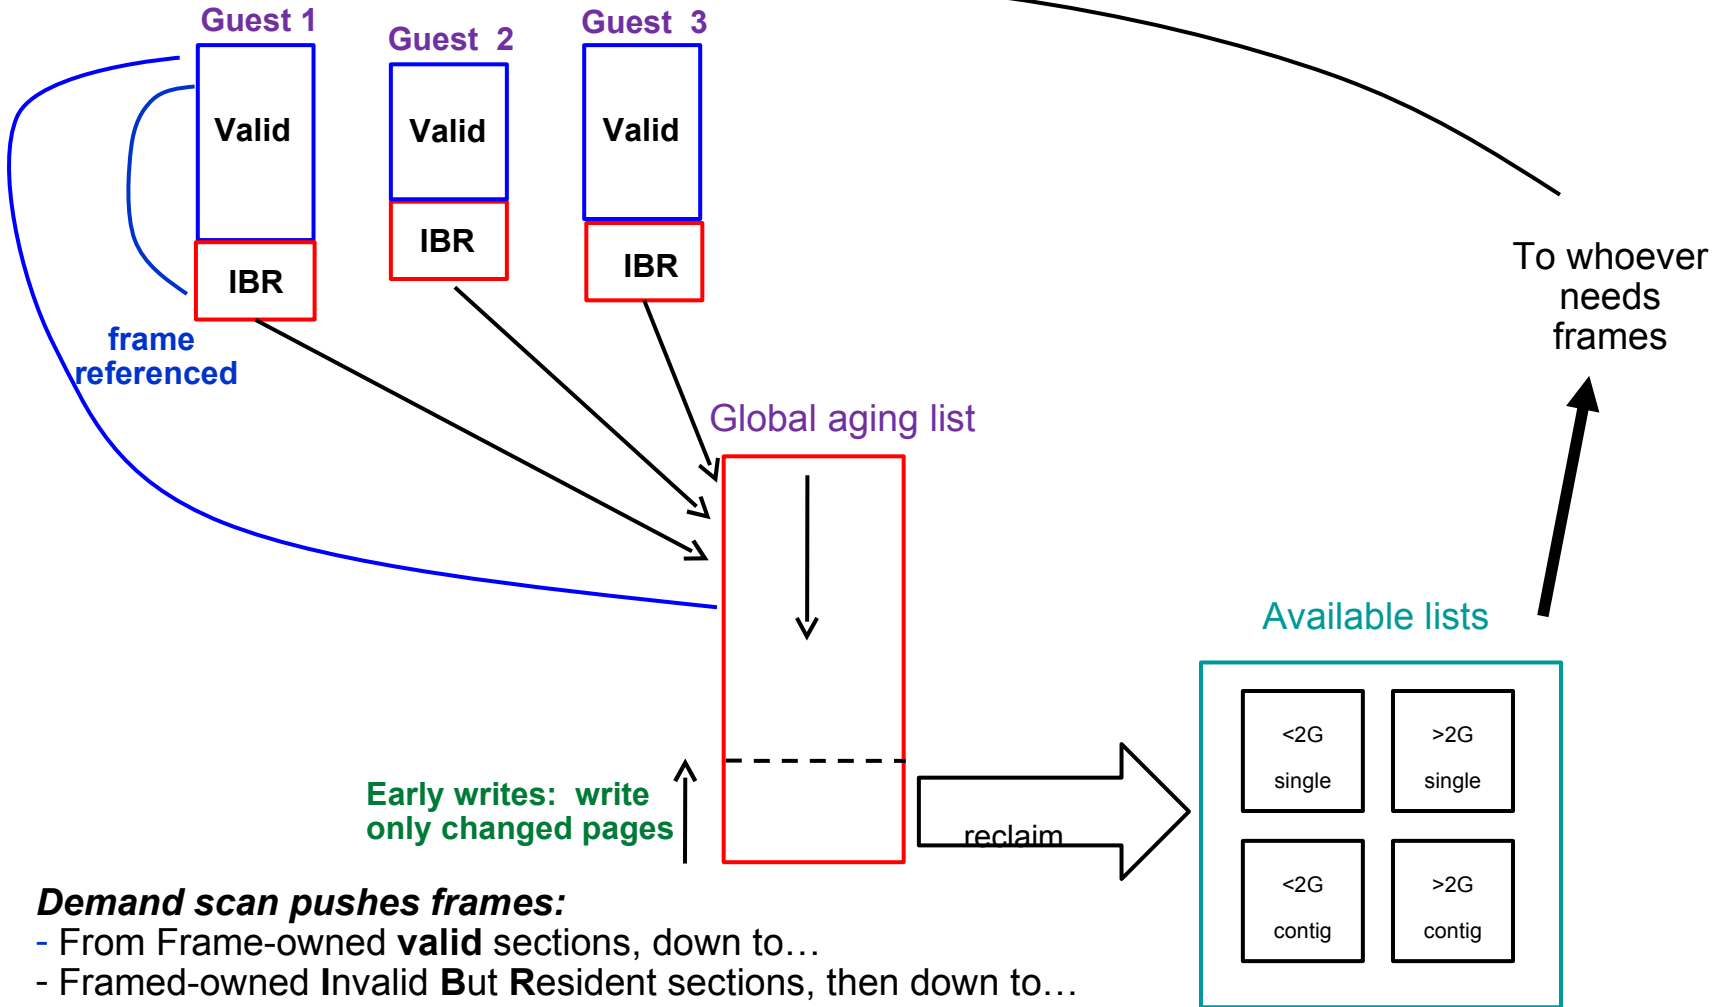 Guest 1
Guest  2
Guest  3
Valid
Valid
Valid
IBR
IBR
IBR
frame
referenced
To whoever
needs
frames
Global aging list
Available lists
<2G
single
>2G
single
<2G
contig
>2G
contig
Early writes:  write
only changed pages
reclaim
Demand scan pushes frames:
- From Frame-owned valid sections, down to…
- Framed-owned Invalid But Resident sections, then down to…